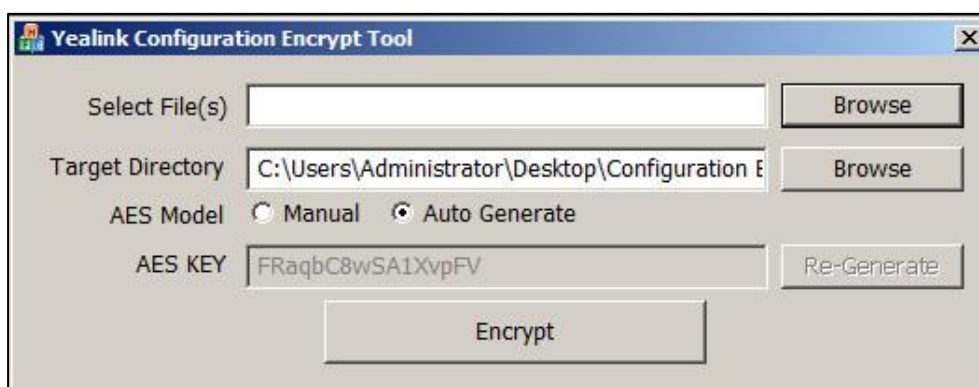 Yealink Configuration Encrypt Tool
Select File(s) Browse
Target Directory C:\Users\Administrator\Desktop\Configuration E Browse
AES Model Manual Auto Generate
AES KEY FRaqbC8wSA1XvpFV Re-Generate
Encrypt